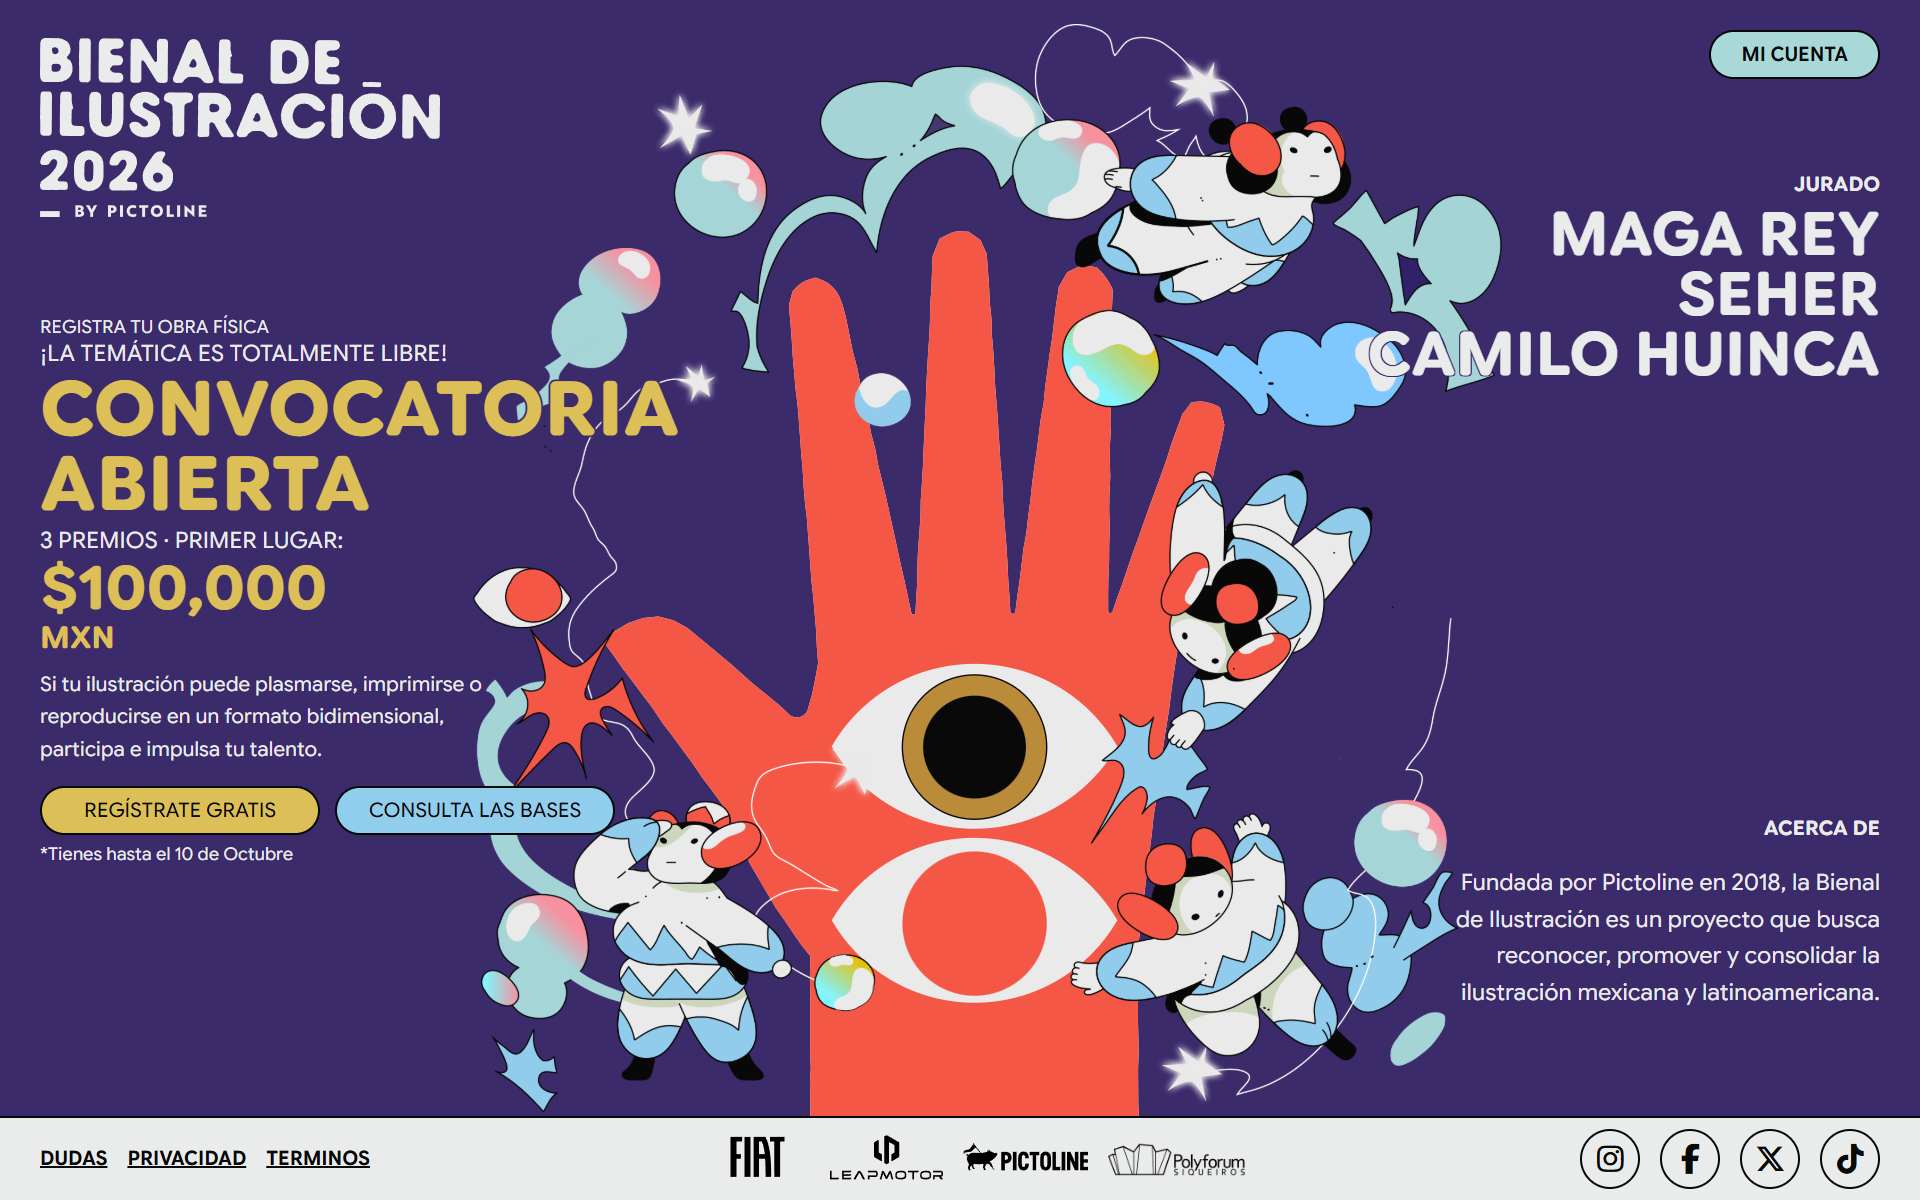 BIENAL DE
ILUSTRACIŌN
2026
BY PICTOLINE
REGISTRA TU OBRA FÍSICA
¡LA TEMÁTICA ES TOTALMENTE LIBRE!
CONVOCATORIA
ABIERTA
3 PREMIOS · PRIMER LUGAR:
$100,000
MXN
Si tu ilustración puede plasmarse, imprimirse o
reproducirse en un formato bidimensional,
participa e impulsa tu talento.
REGÍSTRATE GRATIS
CONSULTA LAS BASES
*Tienes hasta el 10 de Octubre
MI CUENTA
JURADO
MAGA REY
SEHER
CAMILO HUINCA
ACERCA DE
Fundada por Pictoline en 2018, la Bienal
de Ilustración es un proyecto que busca
reconocer, promover y consolidar la
ilustración mexicana y latinoamericana.
DUDAS PRIVACIDAD TERMINOS
FIAT
LEAPMOTOR
PICTOLINE
Polyforum
SIQUEIROS